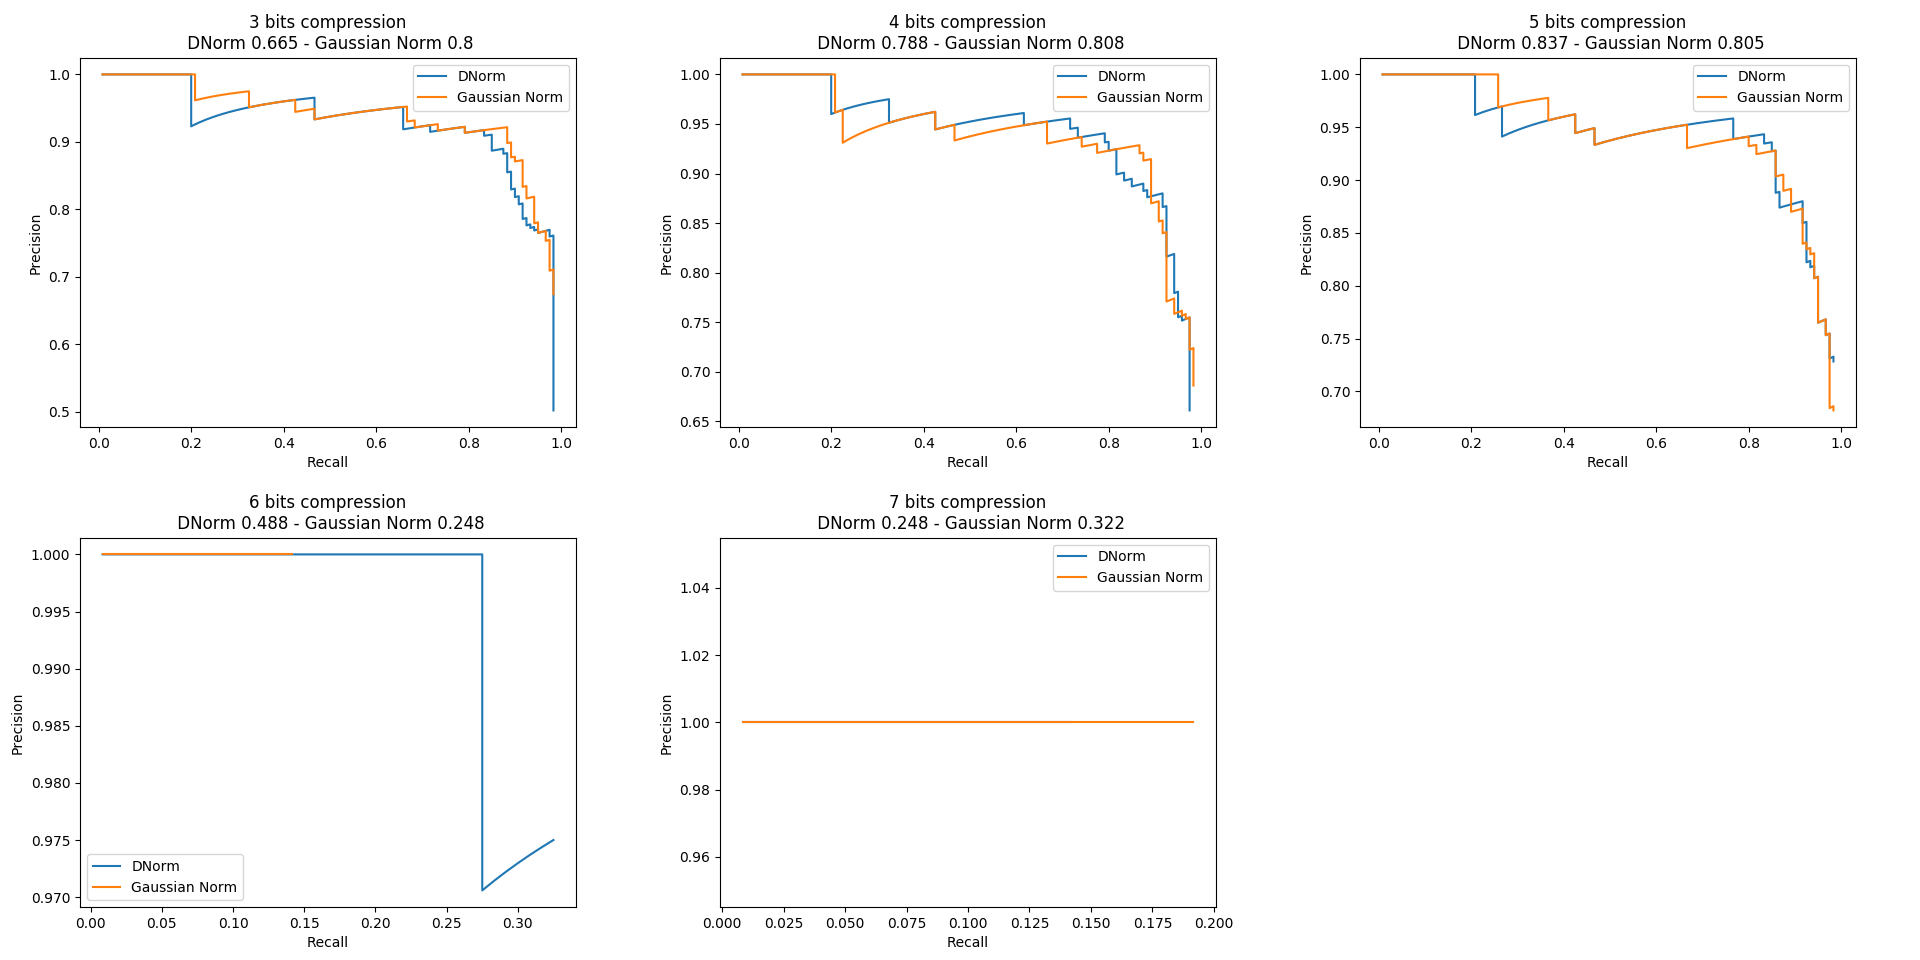 3 bits compression
DNorm 0.665 - Gaussian Norm 0.8
1.0
0.9
0.8
0.7
0.6
0.5
Precision
0.0 0.2 0.4 0.6 0.8 1.0
Recall
DNorm
Gaussian Norm
4 bits compression
DNorm 0.788 - Gaussian Norm 0.808
1.00
0.95
0.90
0.85
0.80
0.75
0.70
0.65
Precision
0.0 0.2 0.4 0.6 0.8 1.0
Recall
DNorm
Gaussian Norm
5 bits compression
DNorm 0.837 - Gaussian Norm 0.805
1.00
0.95
0.90
0.85
0.80
0.75
0.70
Precision
0.0 0.2 0.4 0.6 0.8 1.0
Recall
DNorm
Gaussian Norm
6 bits compression
DNorm 0.488 - Gaussian Norm 0.248
1.000
0.995
0.990
0.985
0.980
0.975
0.970
Precision
0.00 0.05 0.10 0.15 0.20 0.25 0.30
Recall
DNorm
Gaussian Norm
7 bits compression
DNorm 0.248 - Gaussian Norm 0.322
1.04
1.02
1.00
0.98
0.96
Precision
0.000 0.025 0.050 0.075 0.100 0.125 0.150 0.175 0.200
Recall
DNorm
Gaussian Norm